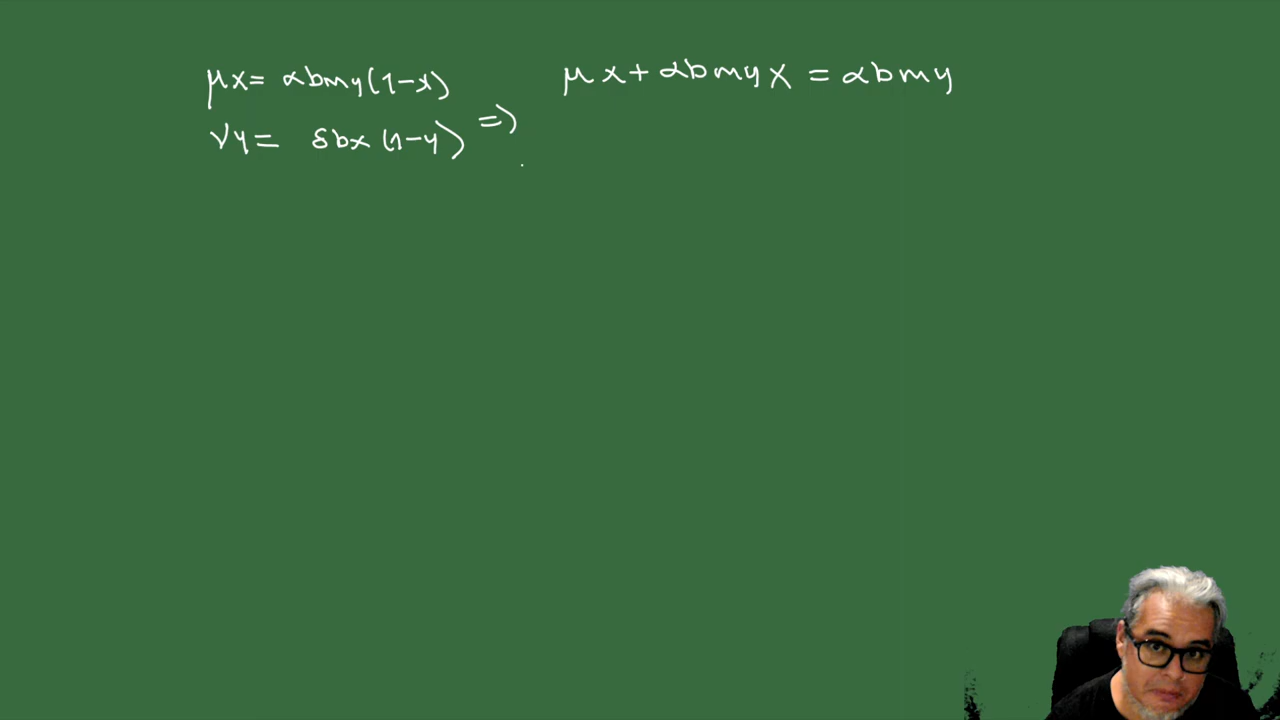 μx = αbmy(1-x)
νy = δbx(1-y) =>
μx + αbmyx = αbmy